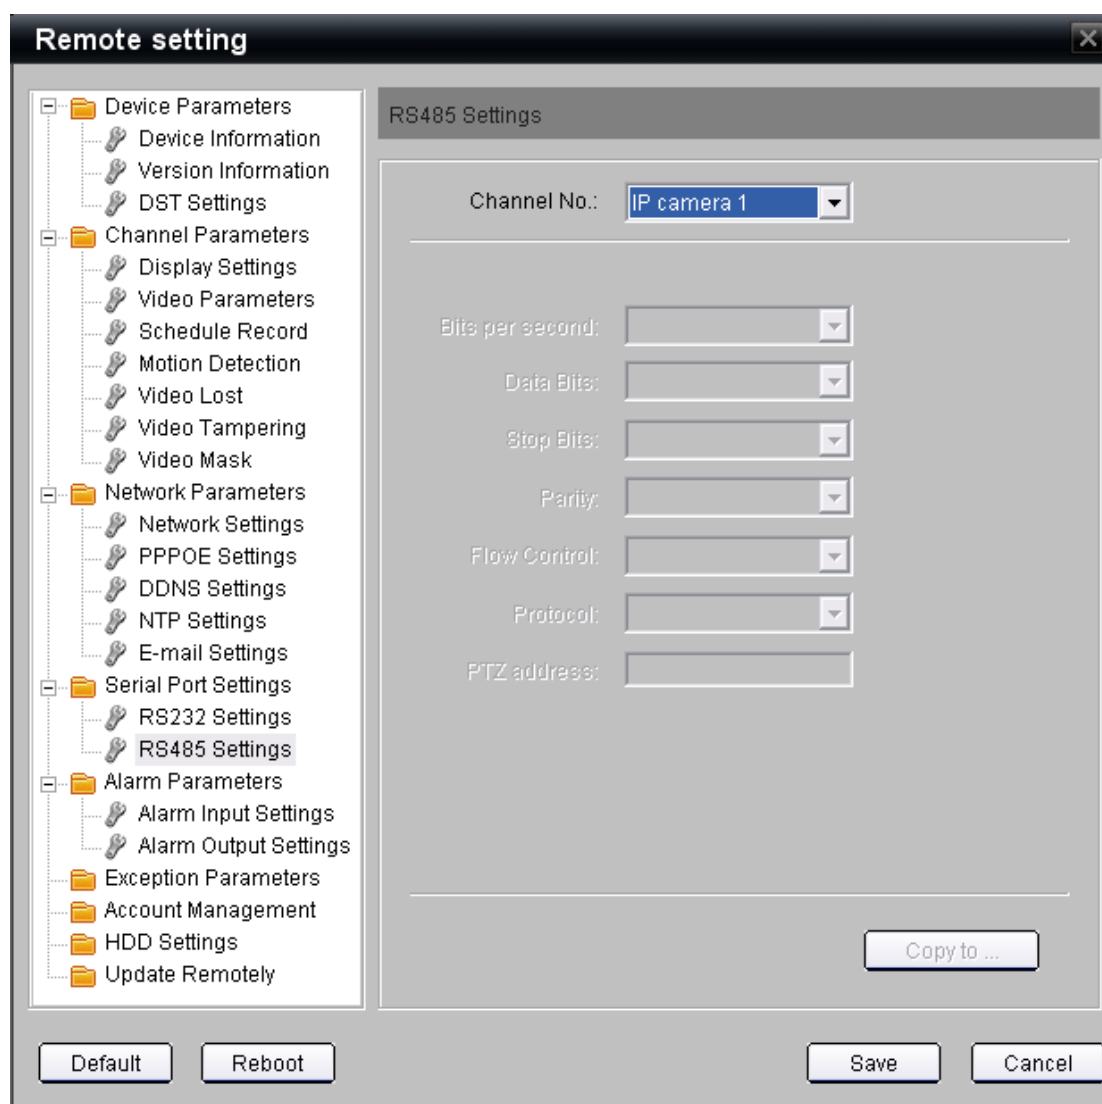 Remote setting
Device Parameters
Device Information
Version Information
DST Settings
Channel Parameters
Display Settings
Video Parameters
Schedule Record
Motion Detection
Video Lost
Video Tampering
Video Mask
Network Parameters
Network Settings
PPPOE Settings
DDNS Settings
NTP Settings
E-mail Settings
Serial Port Settings
RS232 Settings
RS485 Settings
Alarm Parameters
Alarm Input Settings
Alarm Output Settings
Exception Parameters
Account Management
HDD Settings
Update Remotely
RS485 Settings
Channel No.: IP camera 1
Bits per second:
Data Bits:
Stop Bits:
Parity:
Flow Control:
Protocol:
PTZ address:
Copy to ...
Default Reboot Save Cancel